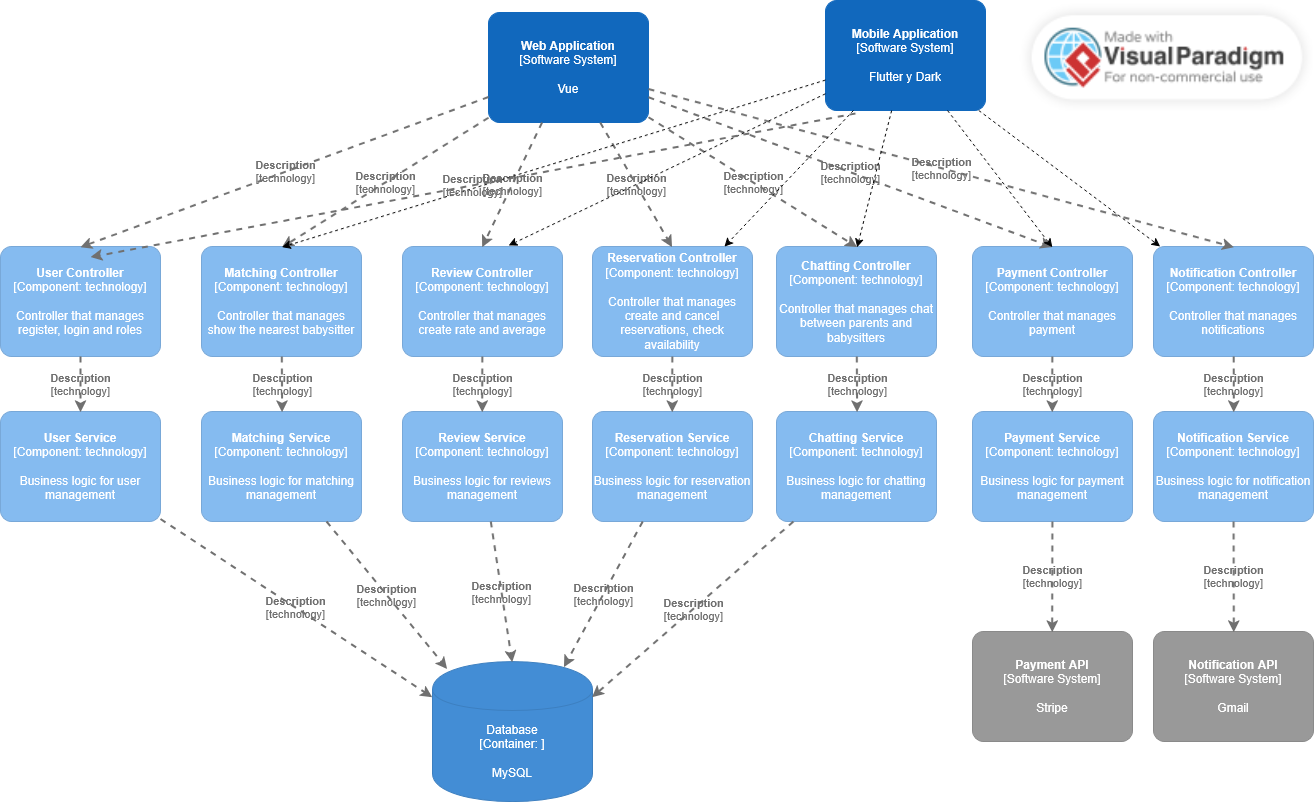 Web Application
[Software System]
Vue
Mobile Application
[Software System]
Flutter y Dark
Made with
Visual Paradigm
For non-commercial use
Description
[technology]
Description
[technology]
Description
[technology]
Description
[technology]
Description
[technology]
Description
[technology]
Description
[technology]
Description
[technology]
User Controller
[Component: technology]
Controller that manages
register, login and roles
Matching Controller
[Component: technology]
Controller that manages
show the nearest babysitter
Review Controller
[Component: technology]
Controller that manages
create rate and average
Reservation Controller
[Component: technology]
Controller that manages
create and cancel
reservations, check
availability
Chatting Controller
[Component: technology]
Controller that manages chat
between parents and
babysitters
Payment Controller
[Component: technology]
Controller that manages
payment
Notification Controller
[Component: technology]
Controller that manages
notifications
Description
[technology]
Description
[technology]
Description
[technology]
Description
[technology]
Description
[technology]
Description
[technology]
Description
[technology]
User Service
[Component: technology]
Business logic for user
management
Matching Service
[Component: technology]
Business logic for matching
management
Review Service
[Component: technology]
Business logic for reviews
management
Reservation Service
[Component: technology]
Business logic for reservation
management
Chatting Service
[Component: technology]
Business logic for chatting
management
Payment Service
[Component: technology]
Business logic for payment
management
Notification Service
[Component: technology]
Business logic for notification
management
Description
[technology]
Description
[technology]
Description
[technology]
Description
[technology]
Description
[technology]
Description
[technology]
Description
[technology]
Database
[Container: ]
MySQL
Payment API
[Software System]
Stripe
Notification API
[Software System]
Gmail